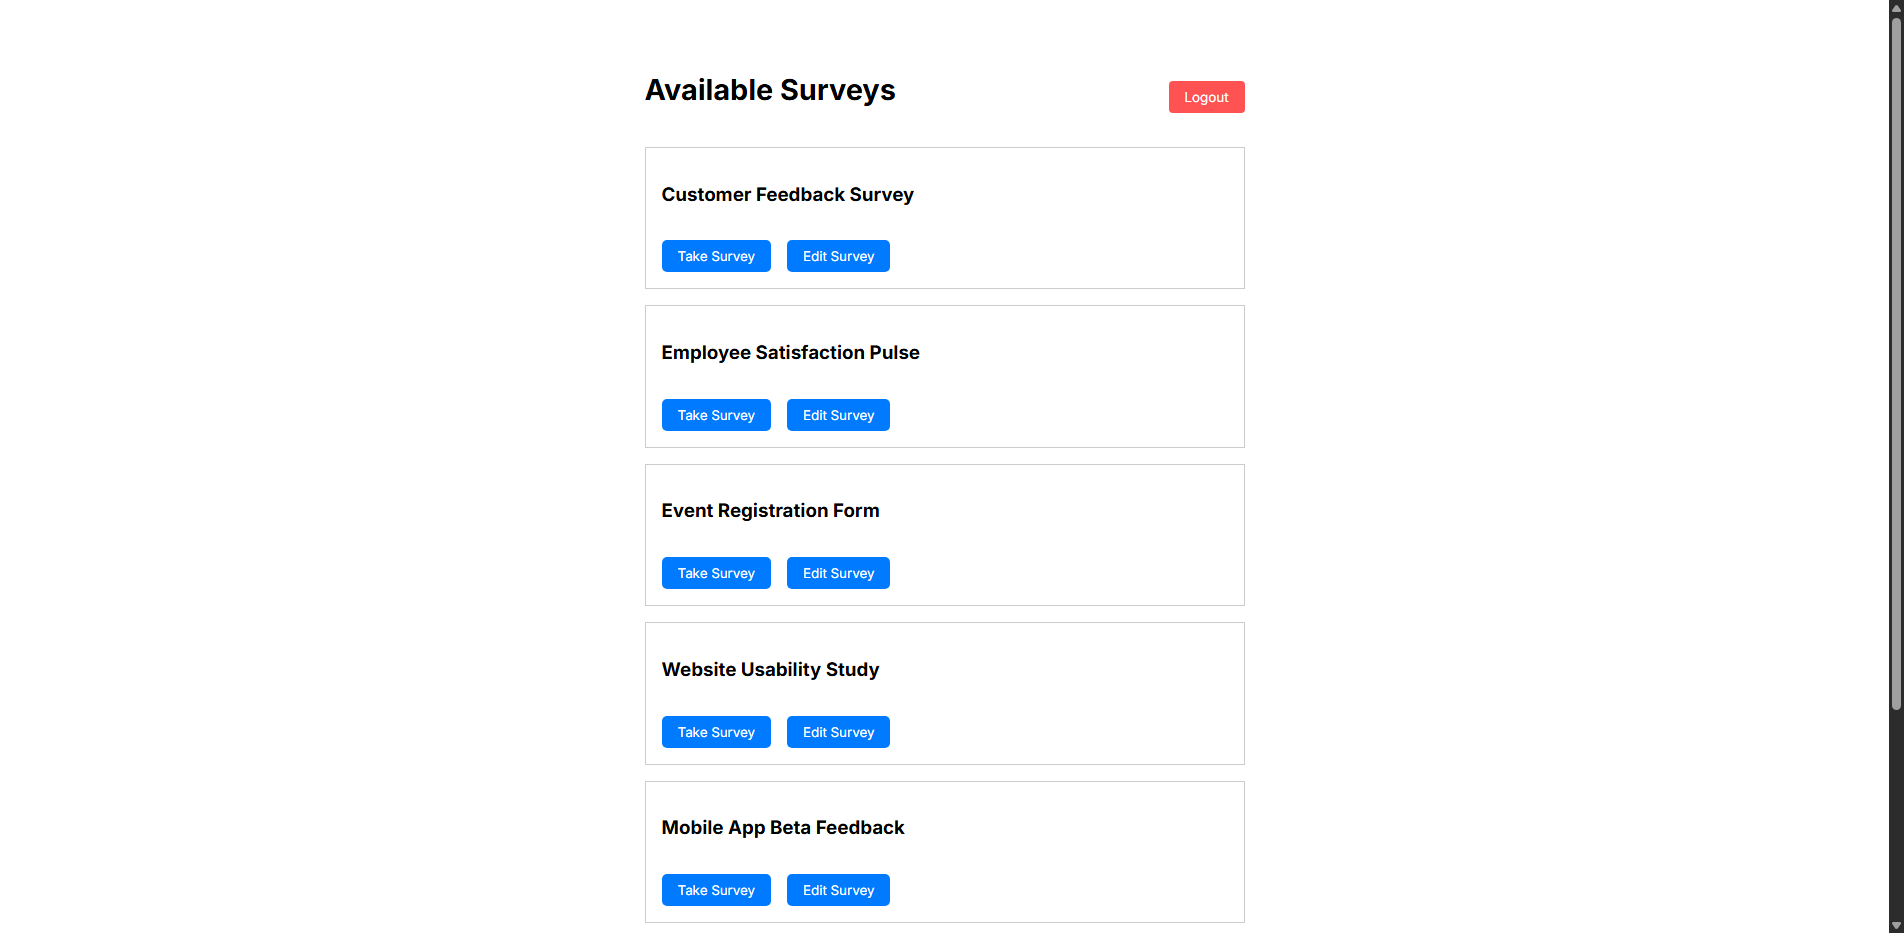 Available Surveys
Logout
Customer Feedback Survey
Take Survey Edit Survey
Employee Satisfaction Pulse
Take Survey Edit Survey
Event Registration Form
Take Survey Edit Survey
Website Usability Study
Take Survey Edit Survey
Mobile App Beta Feedback
Take Survey Edit Survey